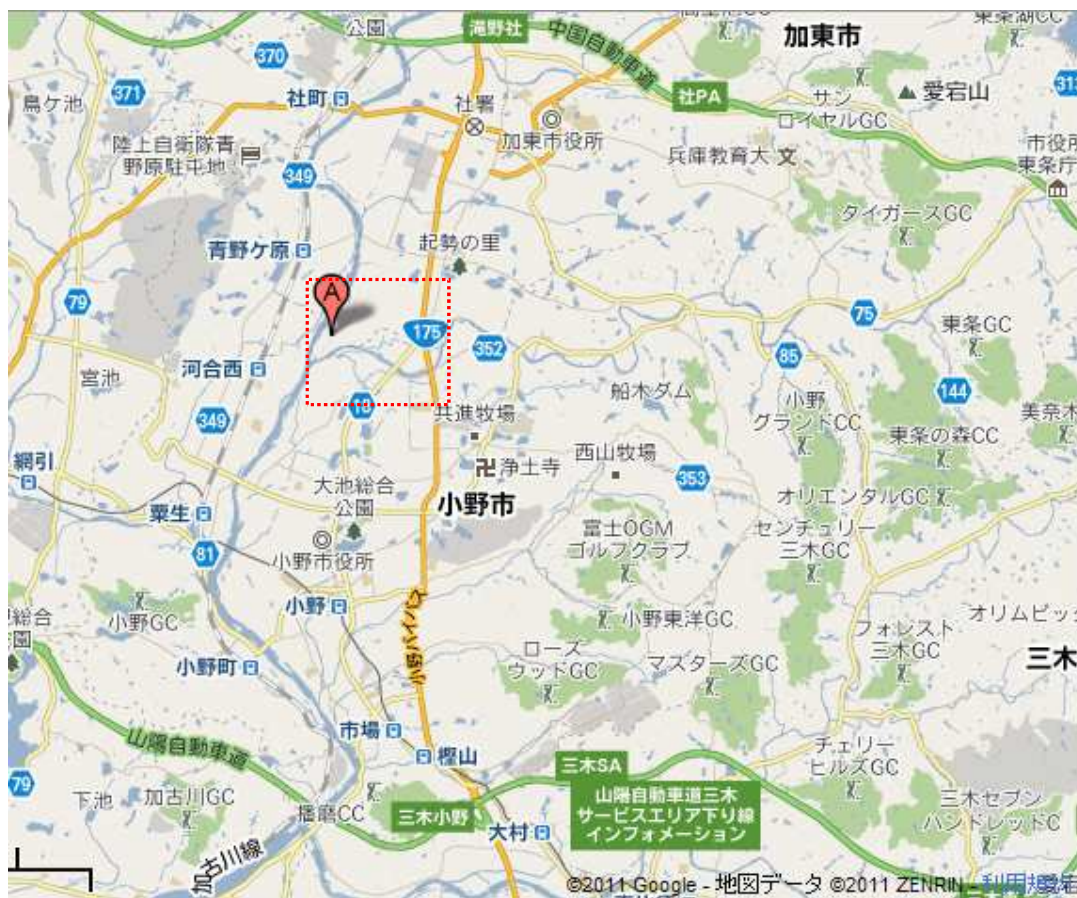 公園
滝野社
中国自動車道
加東市
東条湖GC
370
371
鳥ケ池
社町
社署
加東市役所
社PA
サン
ロイヤルGC
愛宕山
313
陸上自衛隊青
野原駐屯地
349
兵庫教育大
市役所
東条庁
タイガースGC
青野ケ原
起勢の里
A
79
175
352
75
85
東条GC
河合西
宮池
船木ダム
144
349
共進牧場
小野
グランドCC
東条の森CC
美奈木
網引
浄土寺
西山牧場
353
粟生
大池総合
公園
小野市
オリエンタルGC
81
小野市役所
富士OGM
ゴルフクラブ
センチュリー
三木GC
小野
小野GC
総合
園
小野東洋GC
オリムピック
フォレスト
三木GC
小野町
ローズ
ウッドGC
マスターズGC
三木
市場
樫山
山陽自動車道
三木SA
チェリー
ヒルズGC
79
下池
加古川GC
播磨CC
三木小野
大村
山陽自動車道三木
サービスエリア下り線
インフォメーション
三木セブン
ハンドレッドC
加古川線
©2011 Google - 地図データ ©2011 ZENRIN - 利用規約